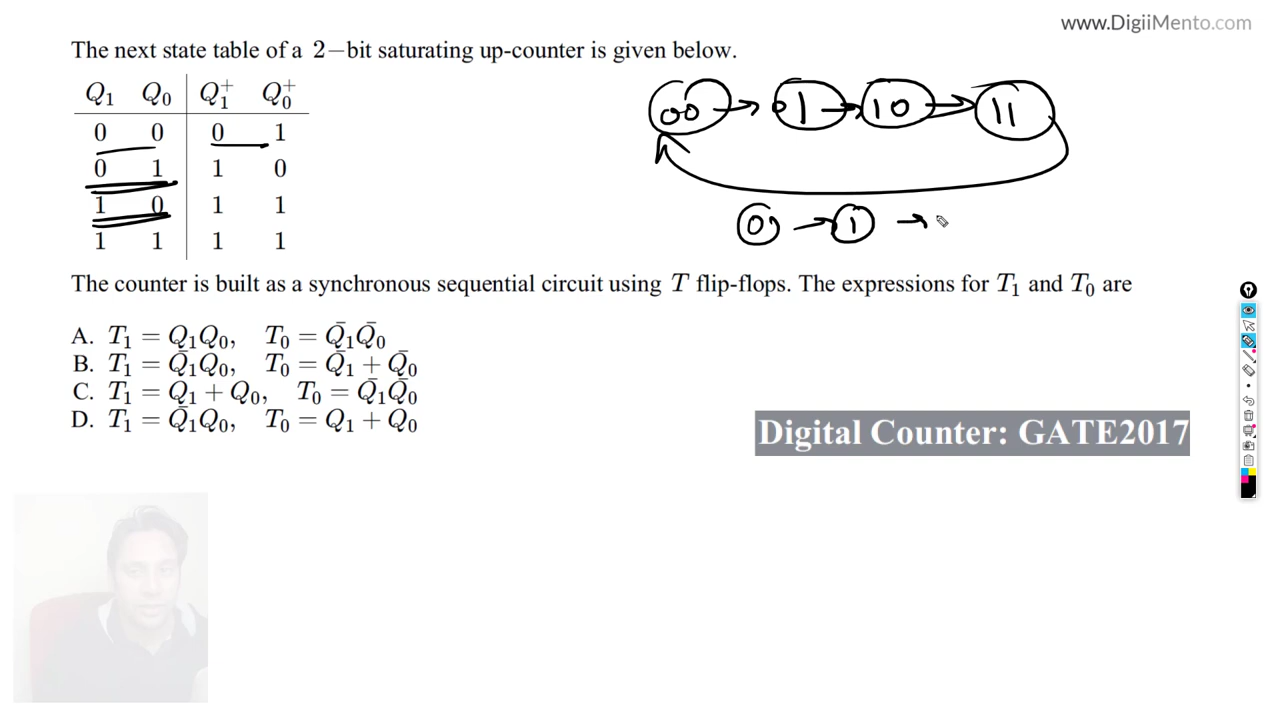 www.DigiiMento.com
The next state table of a 2−bit saturating up-counter is given below.
Q₁ Q₀ Q₁⁺ Q₀⁺
0 0 0 1
0 1 1 0
1 0 1 1
1 1 1 1
00 → 01 → 10 → 11
0 → 1 →
The counter is built as a synchronous sequential circuit using T flip-flops. The expressions for T₁ and T₀ are
A. T₁ = Q₁Q₀, T₀ = Q̄₁Q̄₀
B. T₁ = Q̄₁Q₀, T₀ = Q̄₁ + Q̄₀
C. T₁ = Q₁ + Q₀, T₀ = Q̄₁Q̄₀
D. T₁ = Q̄₁Q₀, T₀ = Q₁ + Q₀
Digital Counter: GATE2017